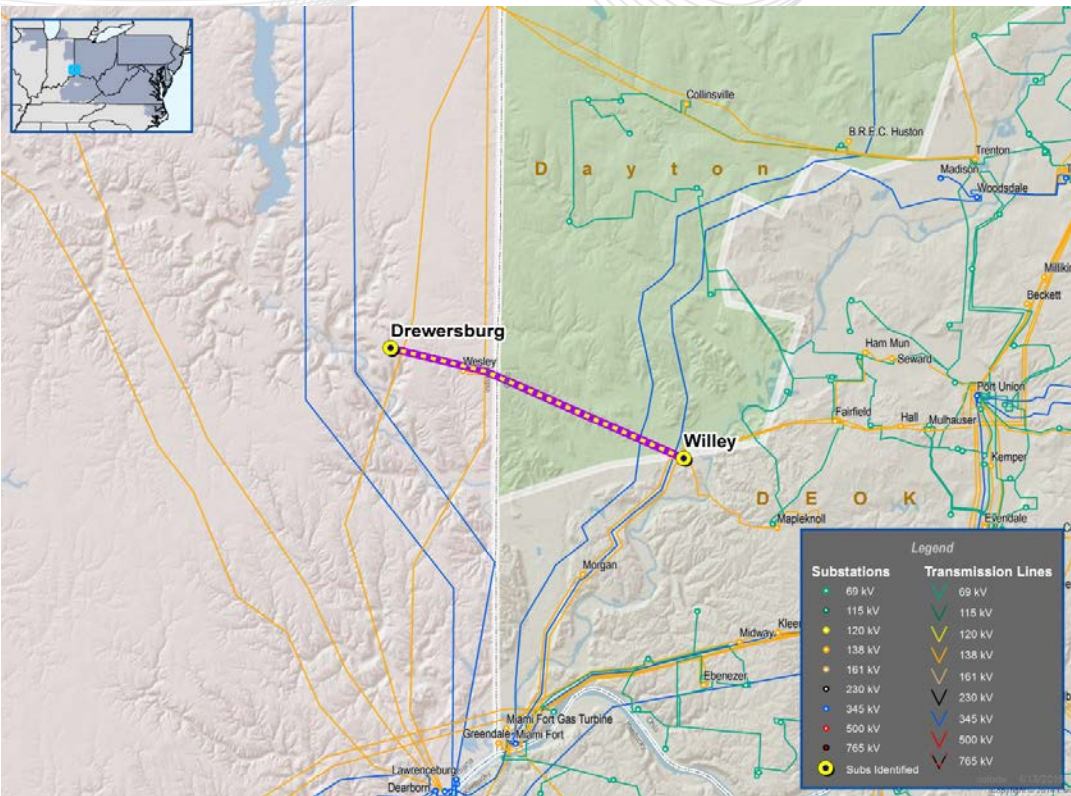 Collinsville
B.R.E.C. Huston
Dayton
Trenton
Madison
Woodsdale
Beckett
Drewersburg
Wesley
Ham Mun
Seward
Port Union
Fairfield
Hall
Mulhauser
Willey
Kemper
DEOK
Mapleknoll
Evendale
Morgan
Midway
Ebenezer
Miami Fort Gas Turbine
Greendale
Miami Fort
Lawrenceburg
Dearborn
Legend
Substations
Transmission Lines
69 kV 69 kV
115 kV 115 kV
120 kV 120 kV
138 kV 138 kV
161 kV 161 kV
230 kV 230 kV
345 kV 345 kV
500 kV 500 kV
765 kV 765 kV
Subs Identified